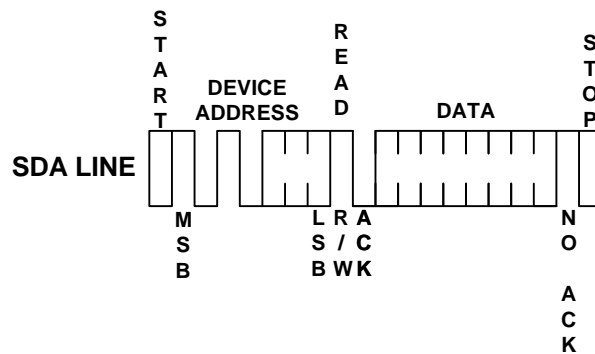 START
DEVICE
ADDRESS
READ
DATA
STOP
SDA LINE
MSB
LSB
R/W
ACK
NO ACK